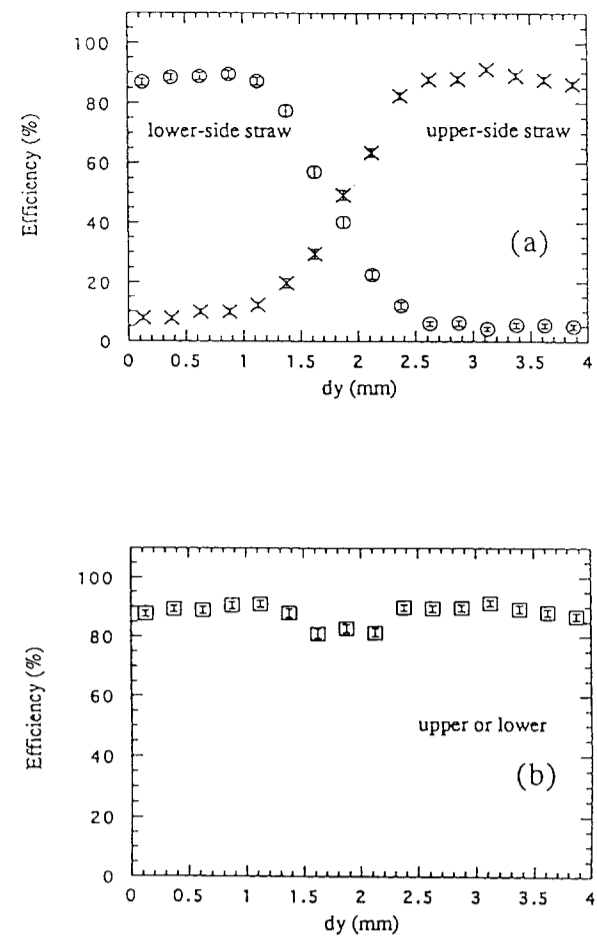 100
80
60
40
20
0
Efficiency (%)
lower-side straw
upper-side straw
(a)
0 0.5 1 1.5 2 2.5 3 3.5 4
dy (mm)
100
80
60
40
20
0
Efficiency (%)
upper or lower
(b)
0 0.5 1 1.5 2 2.5 3 3.5 4
dy (mm)